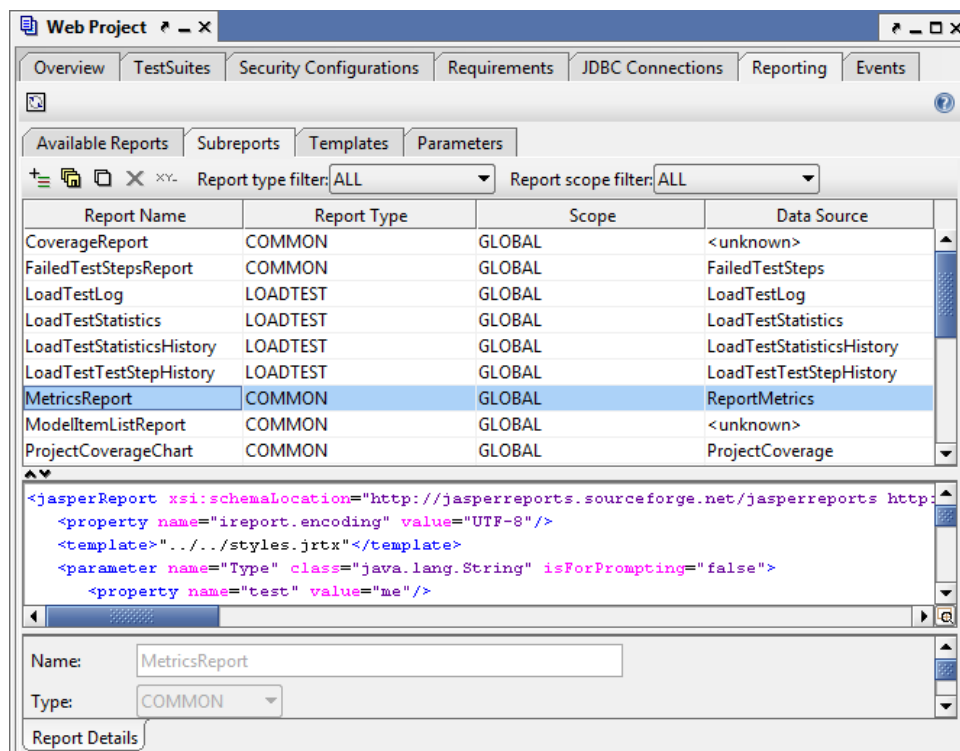 Web Project
Overview TestSuites Security Configurations Requirements JDBC Connections Reporting Events
Available Reports Subreports Templates Parameters
XY- Report type filter: ALL Report scope filter: ALL
Report Name Report Type Scope Data Source
CoverageReport COMMON GLOBAL <unknown>
FailedTestStepsReport COMMON GLOBAL FailedTestSteps
LoadTestLog LOADTEST GLOBAL LoadTestLog
LoadTestStatistics LOADTEST GLOBAL LoadTestStatistics
LoadTestStatisticsHistory LOADTEST GLOBAL LoadTestStatisticsHistory
LoadTestTestStepHistory LOADTEST GLOBAL LoadTestTestStepHistory
MetricsReport COMMON GLOBAL ReportMetrics
ModelItemListReport COMMON GLOBAL <unknown>
ProjectCoverageChart COMMON GLOBAL ProjectCoverage
<jasperReport xsi:schemaLocation="http://jasperreports.sourceforge.net/jasperreports http:
<property name="ireport.encoding" value="UTF-8"/>
<template>"../../styles.jrtx"</template>
<parameter name="Type" class="java.lang.String" isForPrompting="false">
<property name="test" value="me"/>
Name: MetricsReport
Type: COMMON
Report Details